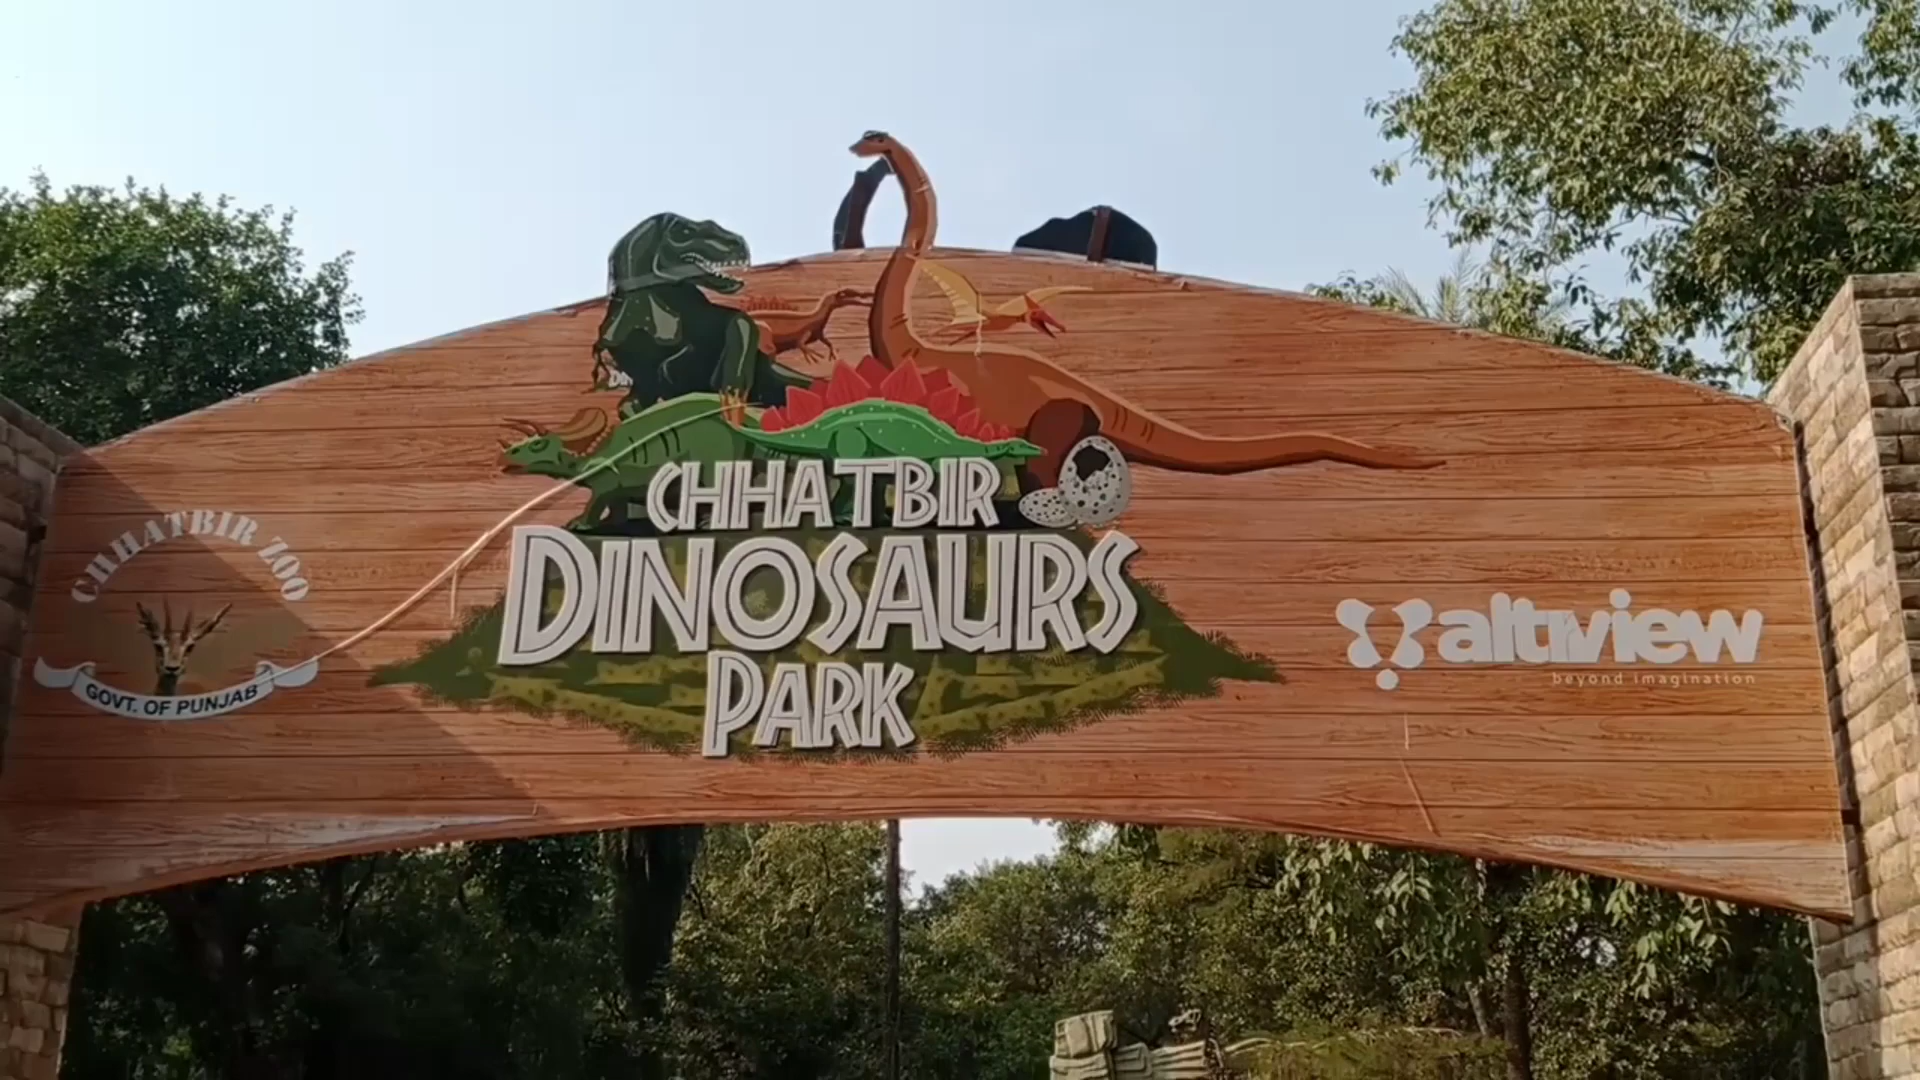 CHHATBIR
DINOSAURS
PARK
CHHATBIR ZOO
GOVT. OF PUNJAB
altiview
beyond imagination